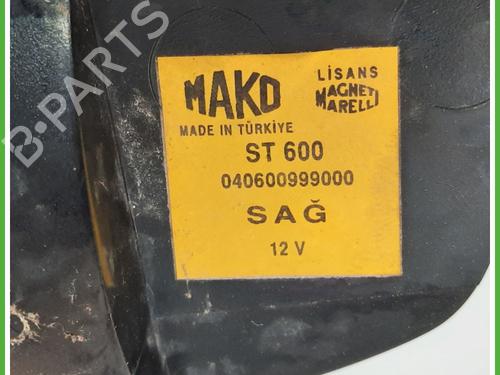 B-PARTS
MAKO
LİSANS
MAGNETI
MARELLI
MADE IN TÜRKİYE
ST 600
040600999000
SAĞ
12 V